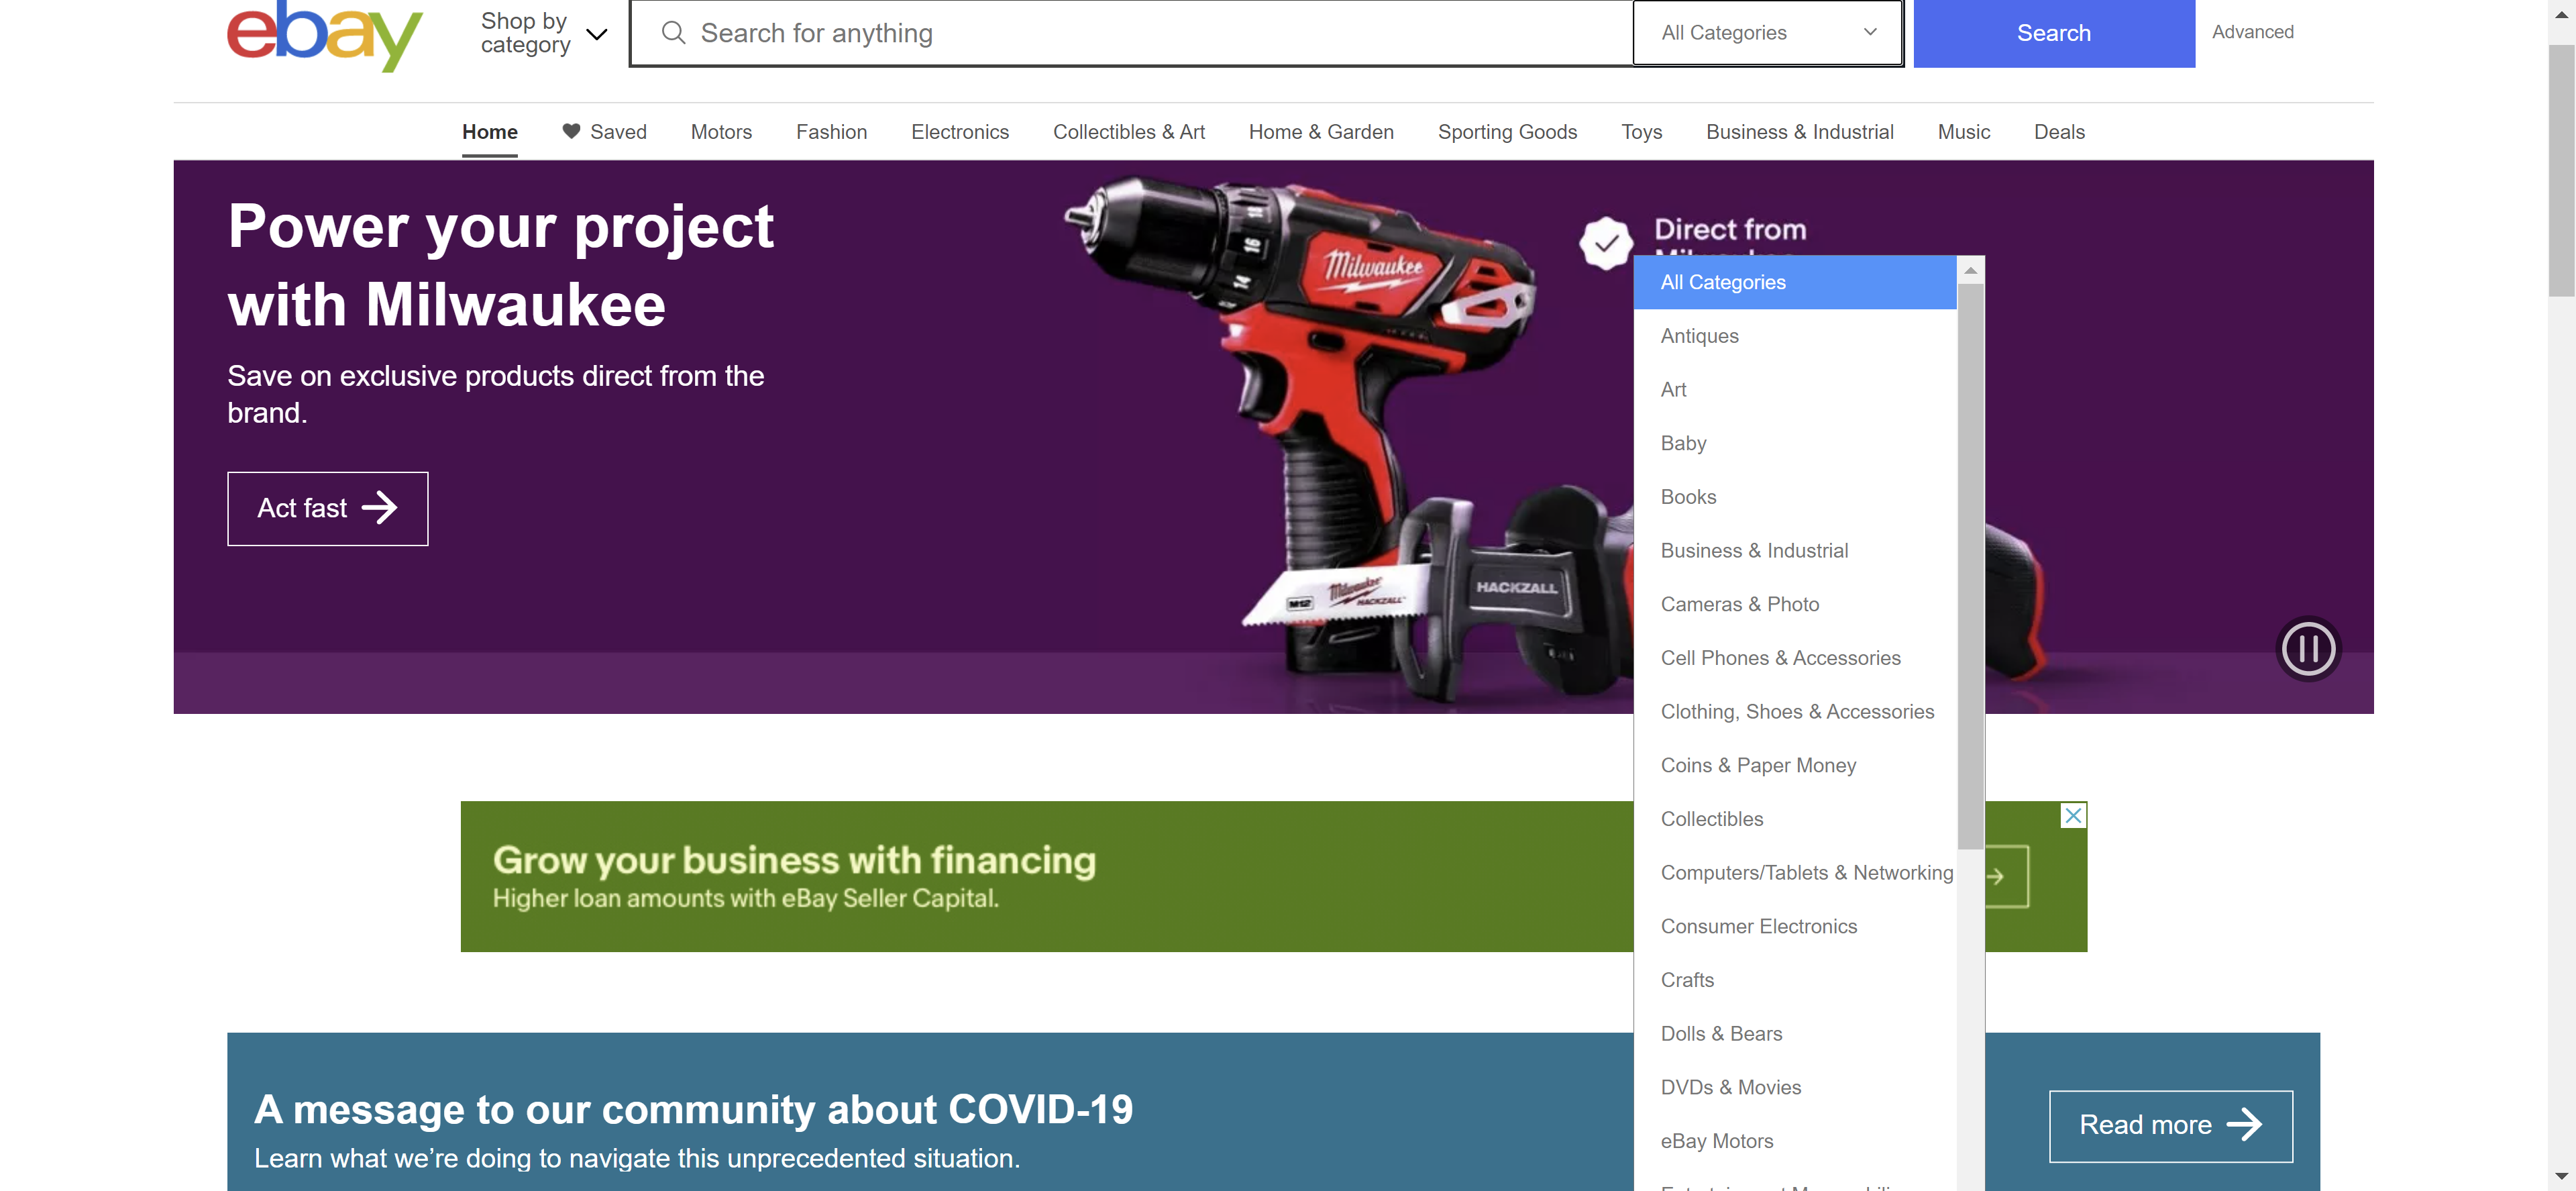 ebay
Shop by
category
Search for anything
All Categories
Search
Advanced
Home
Saved
Motors
Fashion
Electronics
Collectibles & Art
Home & Garden
Sporting Goods
Toys
Business & Industrial
Music
Deals
Power your project
with Milwaukee
Save on exclusive products direct from the
brand.
Act fast
16
14
Milwaukee
Direct from
M12
Milwaukee
HACKZALL
HACKZALL
All Categories
Antiques
Art
Baby
Books
Business & Industrial
Cameras & Photo
Cell Phones & Accessories
Clothing, Shoes & Accessories
Coins & Paper Money
Collectibles
Computers/Tablets & Networking
Consumer Electronics
Crafts
Dolls & Bears
DVDs & Movies
eBay Motors
Grow your business with financing
Higher loan amounts with eBay Seller Capital.
A message to our community about COVID-19
Learn what we’re doing to navigate this unprecedented situation.
Read more